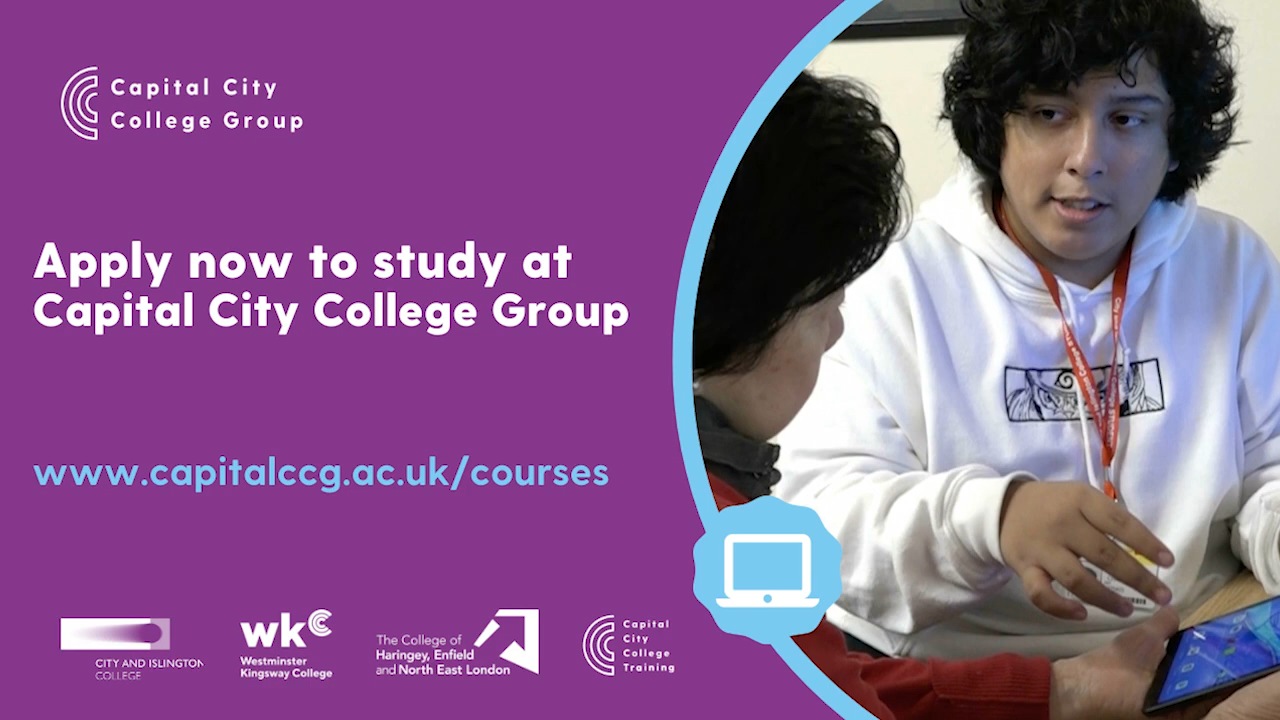 Capital City
College Group
Apply now to study at
Capital City College Group
www.capitalccg.ac.uk/courses
CITY AND ISLINGTON
COLLEGE
wkc
Westminster
Kingsway College
The College of
Haringey, Enfield
and North East London
Capital
City
College
Training
STUDENT